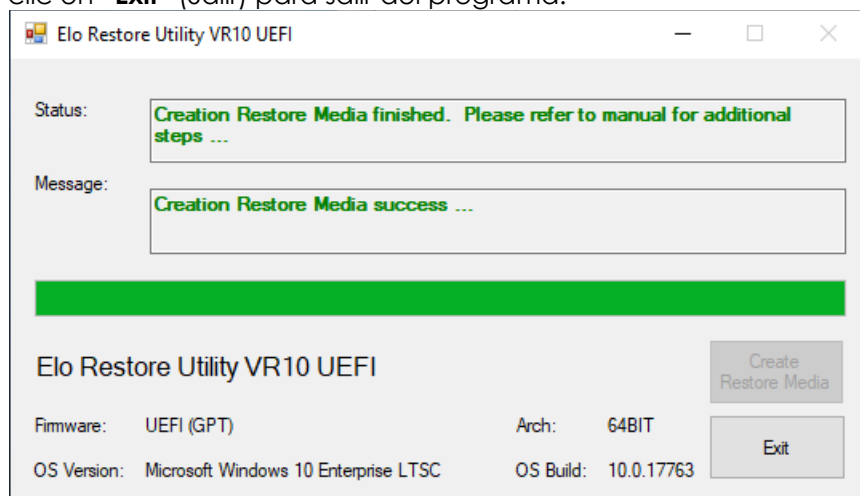 clic en "Exit" (Salir) para salir del programa.
Elo Restore Utility VR10 UEFI
Status:
Creation Restore Media finished. Please refer to manual for additional
steps ...
Message:
Creation Restore Media success ...
Elo Restore Utility VR10 UEFI
Create
Restore Media
Firmware: UEFI (GPT) Arch: 64BIT
Exit
OS Version: Microsoft Windows 10 Enterprise LTSC OS Build: 10.0.17763